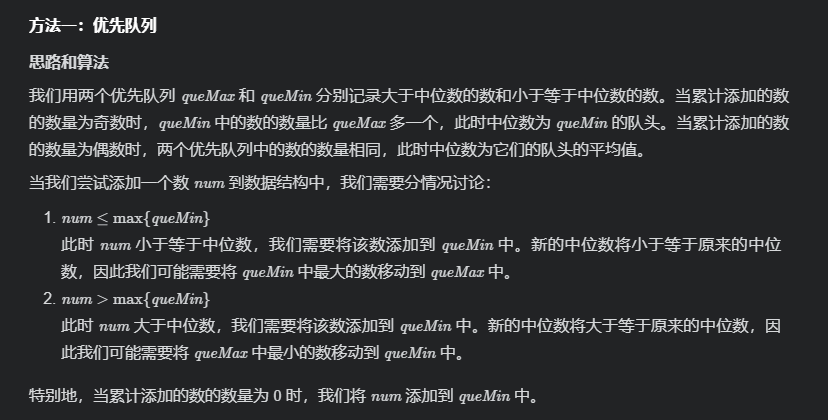 方法一：优先队列
思路和算法
我们用两个优先队列 queMax 和 queMin 分别记录大于中位数的数和小于等于中位数的数。当累计添加的数
的数量为奇数时，queMin 中的数的数量比 queMax 多一个，此时中位数为 queMin 的队头。当累计添加的数
的数量为偶数时，两个优先队列中的数的数量相同，此时中位数为它们的队头的平均值。
当我们尝试添加一个数 num 到数据结构中，我们需要分情况讨论：
1. num ≤ max{queMin}
此时 num 小于等于中位数，我们需要将该数添加到 queMin 中。新的中位数将小于等于原来的中位
数，因此我们可能需要将 queMin 中最大的数移动到 queMax 中。
2. num > max{queMin}
此时 num 大于中位数，我们需要将该数添加到 queMin 中。新的中位数将大于等于原来的中位数，因
此我们可能需要将 queMax 中最小的数移动到 queMin 中。
特别地，当累计添加的数的数量为 0 时，我们将 num 添加到 queMin 中。